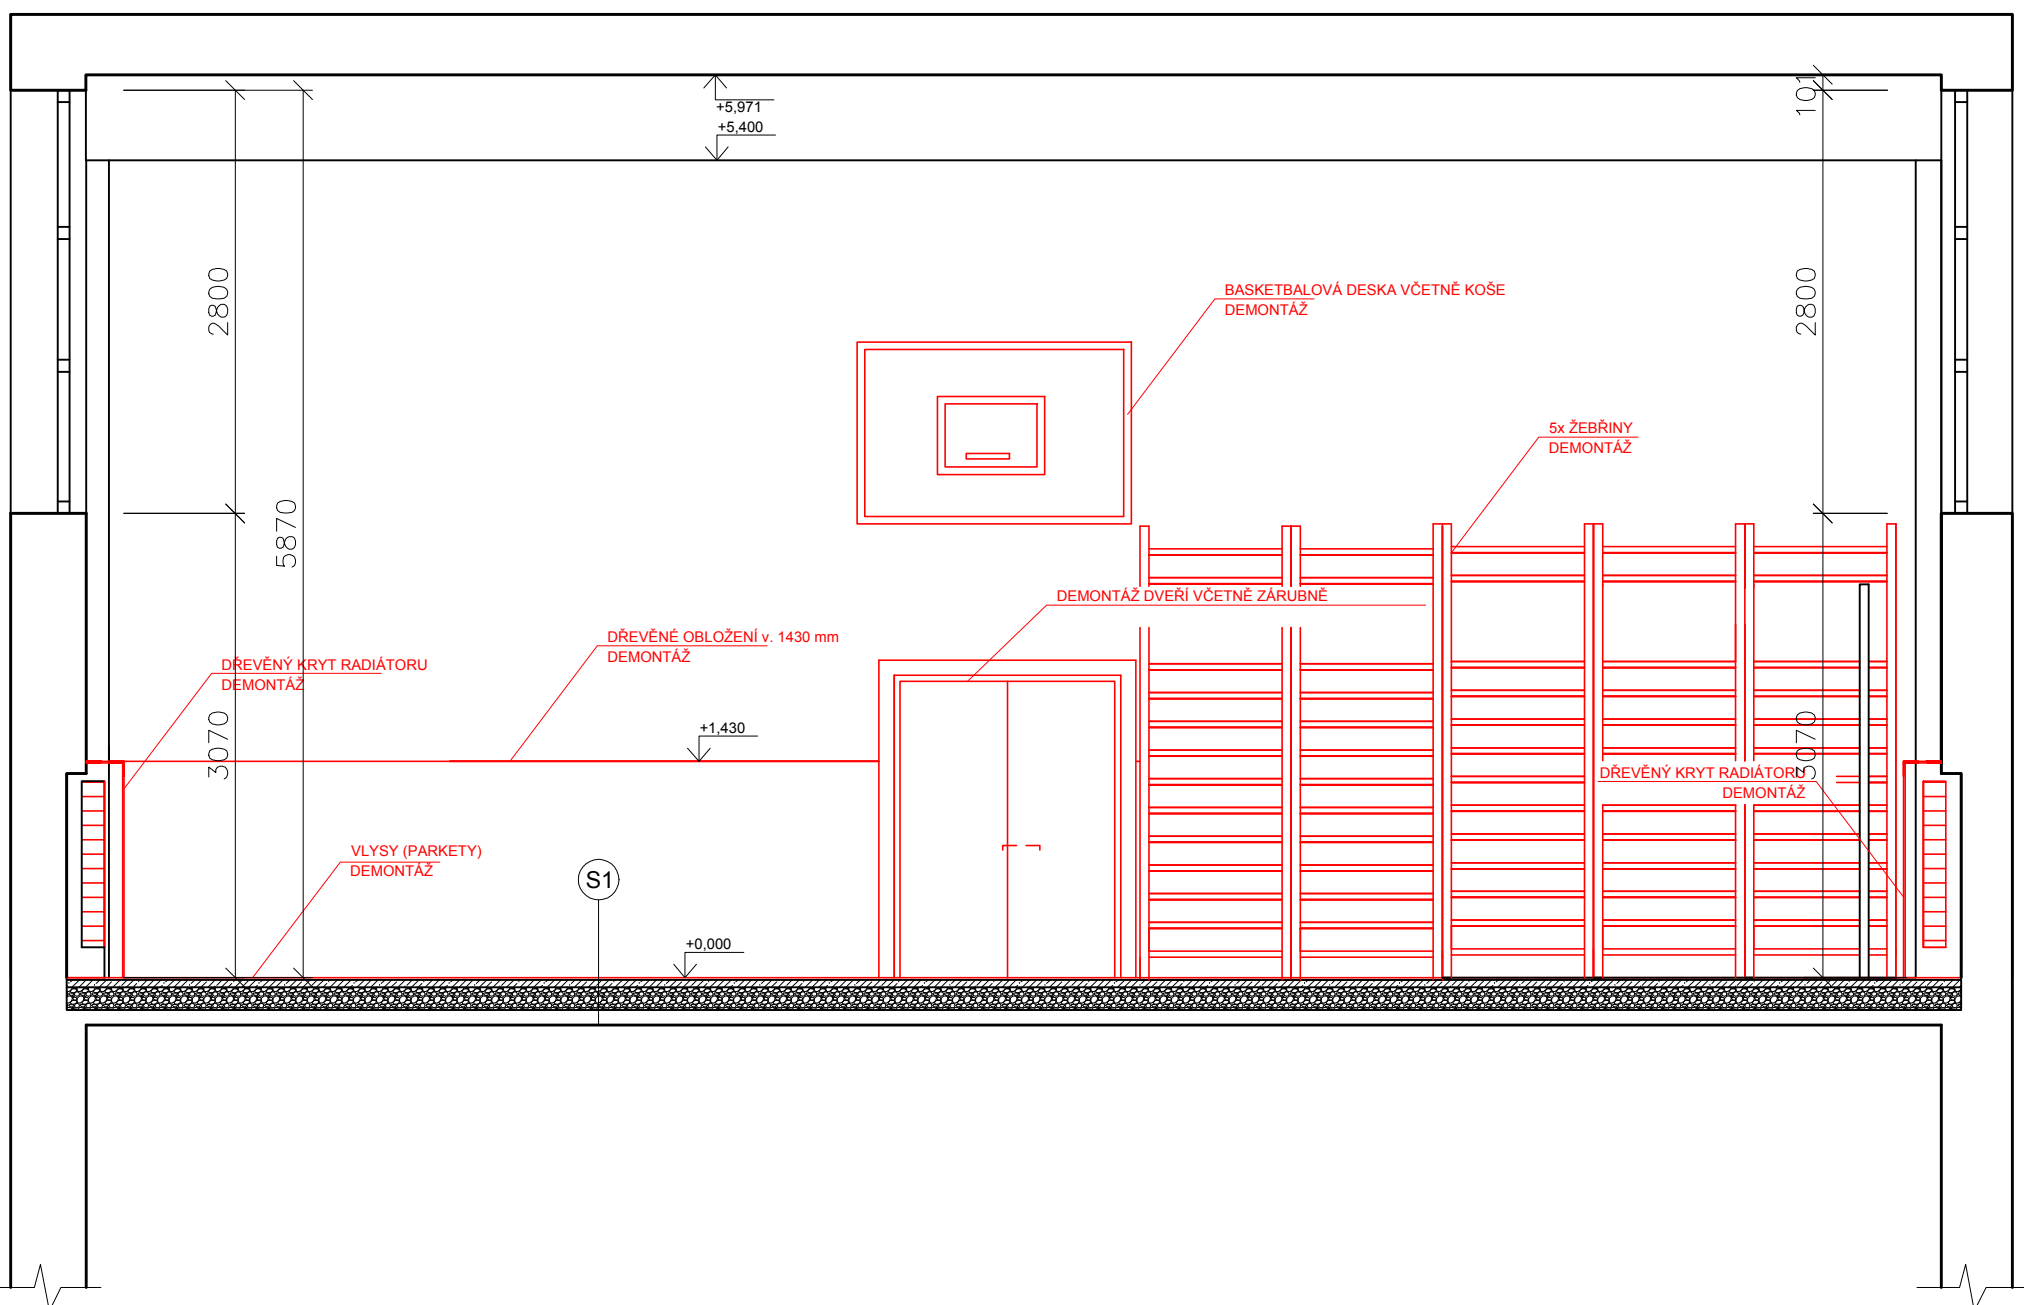 101
+5,971
+5,400
2800
2800
BASKETBALOVÁ DESKA VČETNĚ KOŠE
DEMONTÁŽ
5x ŽEBŘINY
DEMONTÁŽ
5870
DEMONTÁŽ DVEŘÍ VČETNĚ ZÁRUBNĚ
DŘEVĚNÉ OBLOŽENÍ v. 1430 mm
DEMONTÁŽ
DŘEVĚNÝ KRYT RADIÁTORU
DEMONTÁŽ
3070
+1,430
3070
DŘEVĚNÝ KRYT RADIÁTORU
DEMONTÁŽ
VLYSY (PARKETY)
DEMONTÁŽ
S1
+0,000